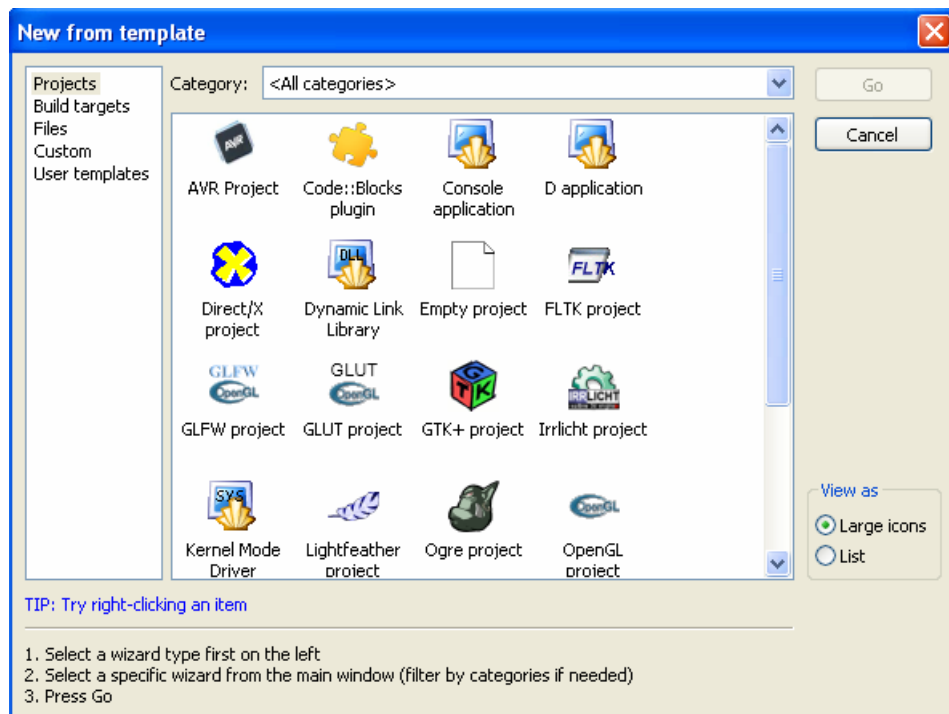 New from template
Projects
Build targets
Files
Custom
User templates
Category: <All categories>
Go
Cancel
AVR
AVR Project
Code::Blocks
plugin
Console
application
D application
Direct/X
project
DLL
Dynamic Link
Library
Empty project
FLTK
FLTK project
GLFW
OpenGL
GLFW project
GLUT
OpenGL
GLUT project
GTK
GTK+ project
IRRLICHT
Irrlicht project
SYS
Kernel Mode
Driver
Lightfeather
project
Ogre project
OpenGL
OpenGL
project
View as
Large icons
List
TIP: Try right-clicking an item
1. Select a wizard type first on the left
2. Select a specific wizard from the main window (filter by categories if needed)
3. Press Go